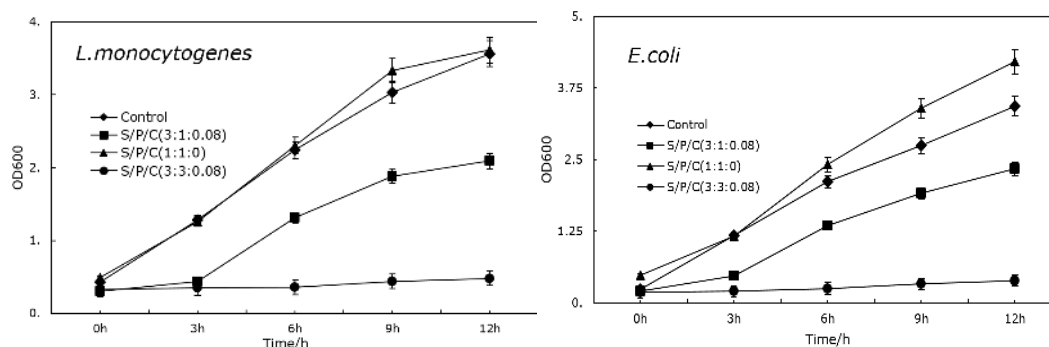 4.
3.
2.
1.
0.
OD600
L.monocytogenes
Control
S/P/C(3:1:0.08)
S/P/C(1:1:0)
S/P/C(3:3:0.08)
0h 3h 6h 9h 12h
Time/h
5.
3.75
2.5
1.25
0.
OD600
E.coli
Control
S/P/C(3:1:0.08)
S/P/C(1:1:0)
S/P/C(3:3:0.08)
0h 3h 6h 9h 12h
Time/h